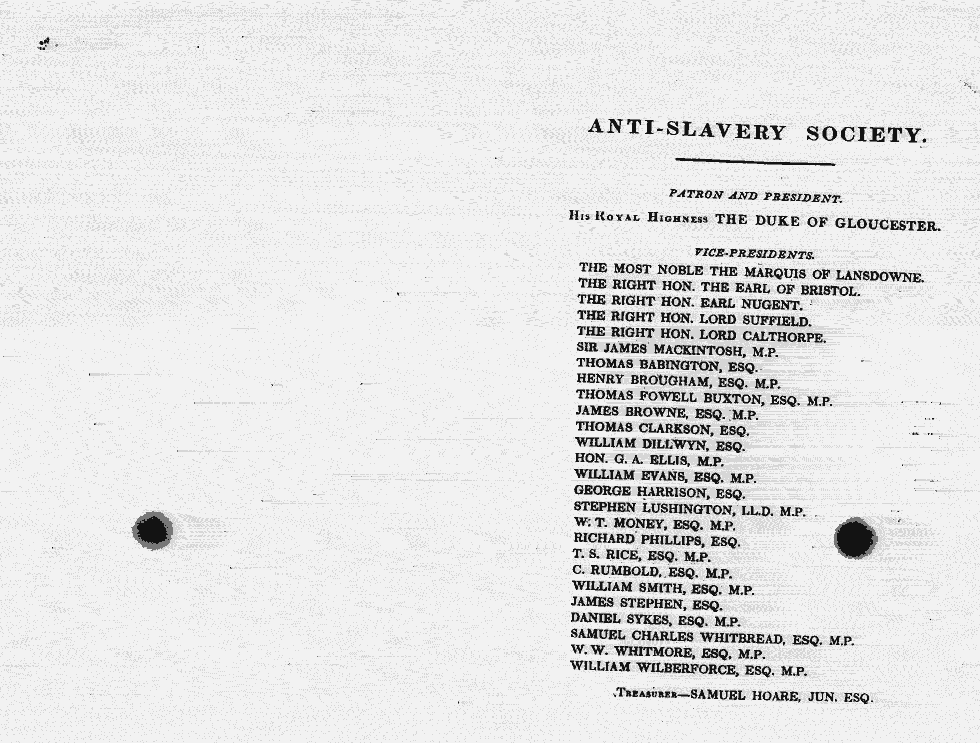 ANTI-SLAVERY SOCIETY.
PATRON AND PRESIDENT.
His Royal Highness THE DUKE OF GLOUCESTER.
VICE-PRESIDENTS.
THE MOST NOBLE THE MARQUIS OF LANSDOWNE.
THE RIGHT HON. THE EARL OF BRISTOL.
THE RIGHT HON. EARL NUGENT.
THE RIGHT HON. LORD SUFFIELD.
THE RIGHT HON. LORD CALTHORPE.
SIR JAMES MACKINTOSH, M.P.
THOMAS BABINGTON, ESQ.
HENRY BROUGHAM, ESQ. M.P.
THOMAS FOWELL BUXTON, ESQ. M.P.
JAMES BROWNE, ESQ. M.P.
THOMAS CLARKSON, ESQ.
WILLIAM DILLWYN, ESQ.
HON. G. A. ELLIS, M.P.
WILLIAM EVANS, ESQ. M.P.
GEORGE HARRISON, ESQ.
STEPHEN LUSHINGTON, LL.D. M.P.
W. T. MONEY, ESQ. M.P.
RICHARD PHILLIPS, ESQ.
T. S. RICE, ESQ. M.P.
C. RUMBOLD, ESQ. M.P.
WILLIAM SMITH, ESQ. M.P.
JAMES STEPHEN, ESQ.
DANIEL SYKES, ESQ. M.P.
SAMUEL CHARLES WHITBREAD, ESQ. M.P.
W. W. WHITMORE, ESQ. M.P.
WILLIAM WILBERFORCE, ESQ. M.P.
Treasurer—SAMUEL HOARE, JUN. ESQ.